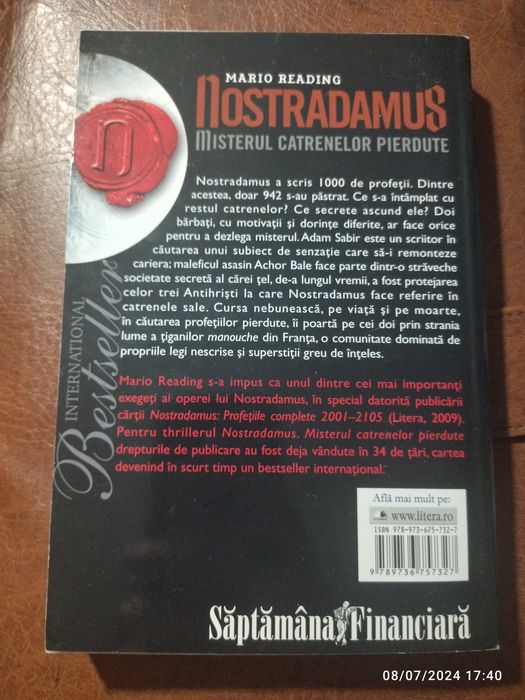 MARIO READING
NOSTRADAMUS
MISTERUL CATRENELOR PIERDUTE
n
Nostradamus a scris 1000 de profeții. Dintre
acestea, doar 942 s-au păstrat. Ce s-a întâmplat cu
restul catrenelor? Ce secrete ascund ele? Doi
bărbați, cu motivații și dorințe diferite, ar face orice
pentru a dezlega misterul. Adam Sabir este un scriitor în
căutarea unui subiect de senzație care să-i remonteze
cariera; maleficul asasin Achor Bale face parte dintr-o străveche
societate secretă al cărei țel, de-a lungul vremii, a fost protejarea
celor trei Antihriști la care Nostradamus face referire în
catrenele sale. Cursa nebunească, pe viață și pe moarte,
în căutarea profețiilor pierdute, îi poartă pe cei doi prin strania
lume a țiganilor manouche din Franța, o comunitate dominată de
propriile legi nescrise și superstiții greu de înțeles.
INTERNATIONAL
Bestseller
Mario Reading s-a impus ca unul dintre cei mai importanți
exegeți ai operei lui Nostradamus, în special datorită publicării
cărții Nostradamus: Profețiile complete 2001–2105 (Litera, 2009).
Pentru thrillerul Nostradamus. Misterul catrenelor pierdute
drepturile de publicare au fost deja vândute în 34 de țări, cartea
devenind în scurt timp un bestseller internațional.
Află mai mult pe:
www.litera.ro
ISBN 978-973-675-732-7
9 789736 757327
Săptămâna Financiară
08/07/2024 17:40